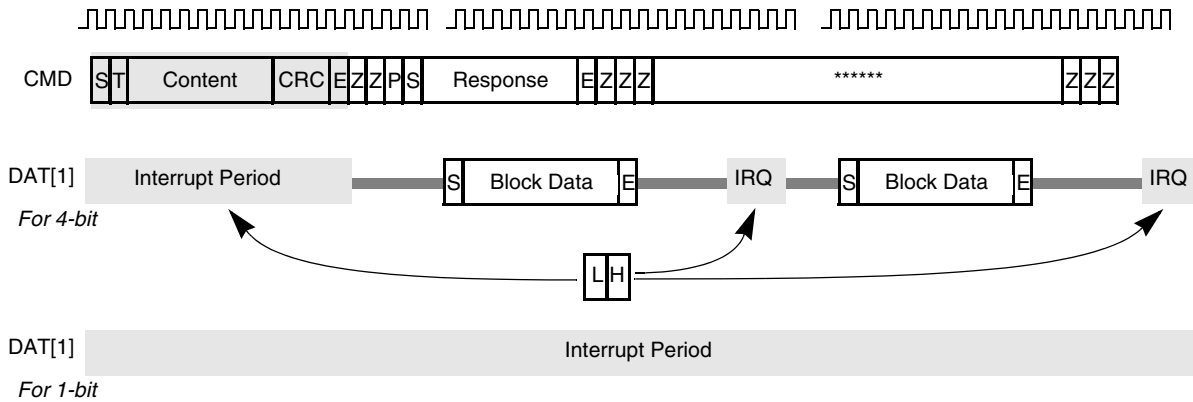 CMD S T Content CRC E Z Z P S Response E Z Z Z ****** Z Z Z
DAT[1] Interrupt Period S Block Data E IRQ S Block Data E IRQ
For 4-bit
L H
DAT[1] Interrupt Period
For 1-bit